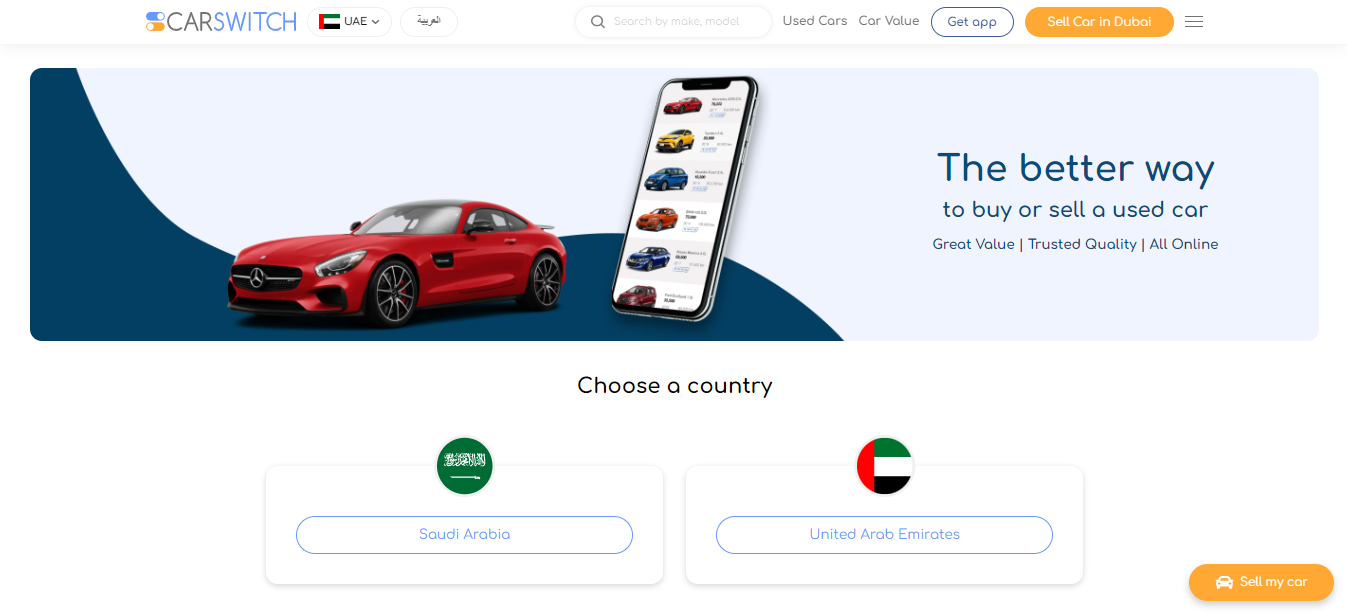 CARSWITCH
UAE
العربية
Search by make, model
Used Cars
Car Value
Get app
Sell Car in Dubai
The better way
to buy or sell a used car
Great Value | Trusted Quality | All Online
Choose a country
Saudi Arabia
United Arab Emirates
Sell my car